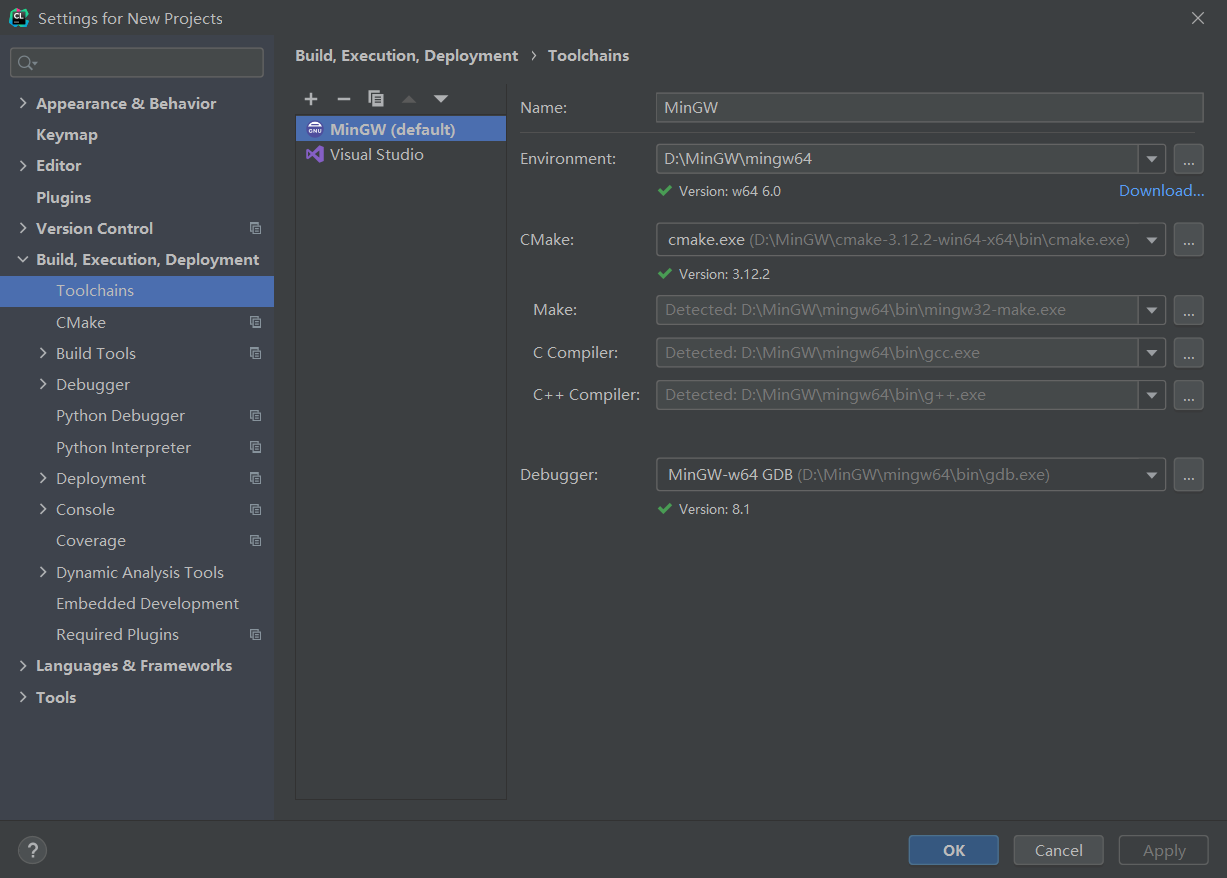 Settings for New Projects
Build, Execution, Deployment › Toolchains
Appearance & Behavior
Keymap
Editor
Plugins
Version Control
Build, Execution, Deployment
Toolchains
CMake
Build Tools
Debugger
Python Debugger
Python Interpreter
Deployment
Console
Coverage
Dynamic Analysis Tools
Embedded Development
Required Plugins
Languages & Frameworks
Tools
MinGW (default)
Visual Studio
Name: MinGW
Environment: D:\MinGW\mingw64 ...
Version: w64 6.0 Download...
CMake: cmake.exe (D:\MinGW\cmake-3.12.2-win64-x64\bin\cmake.exe) ...
Version: 3.12.2
Make: Detected: D:\MinGW\mingw64\bin\mingw32-make.exe ...
C Compiler: Detected: D:\MinGW\mingw64\bin\gcc.exe ...
C++ Compiler: Detected: D:\MinGW\mingw64\bin\g++.exe ...
Debugger: MinGW-w64 GDB (D:\MinGW\mingw64\bin\gdb.exe) ...
Version: 8.1
? OK Cancel Apply